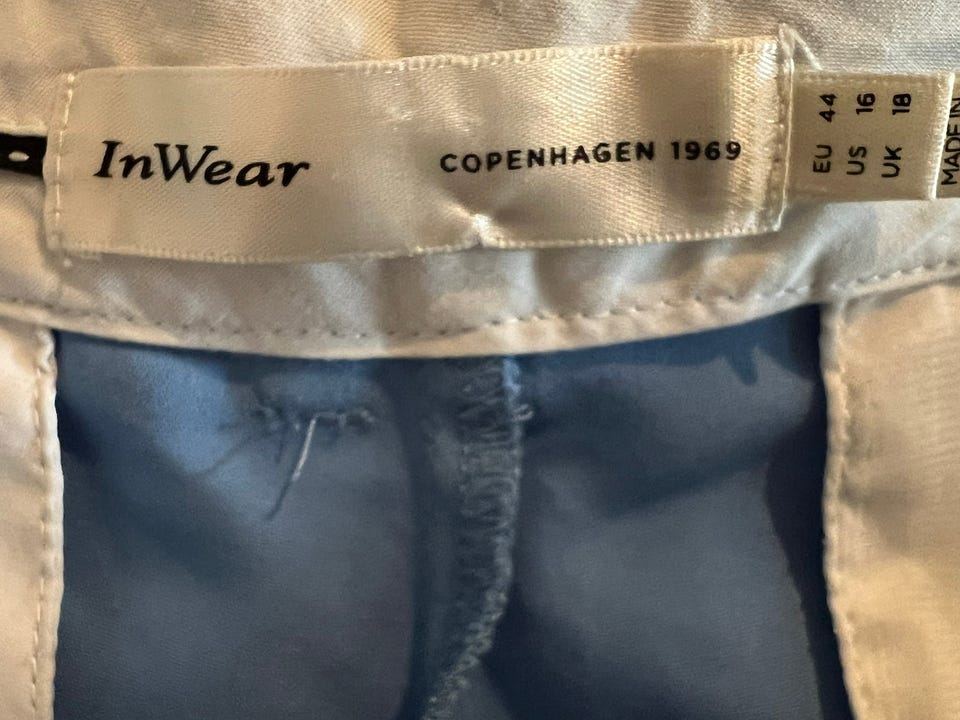 InWear
COPENHAGEN 1969
EU 44
US 16
UK 18
MADE IN